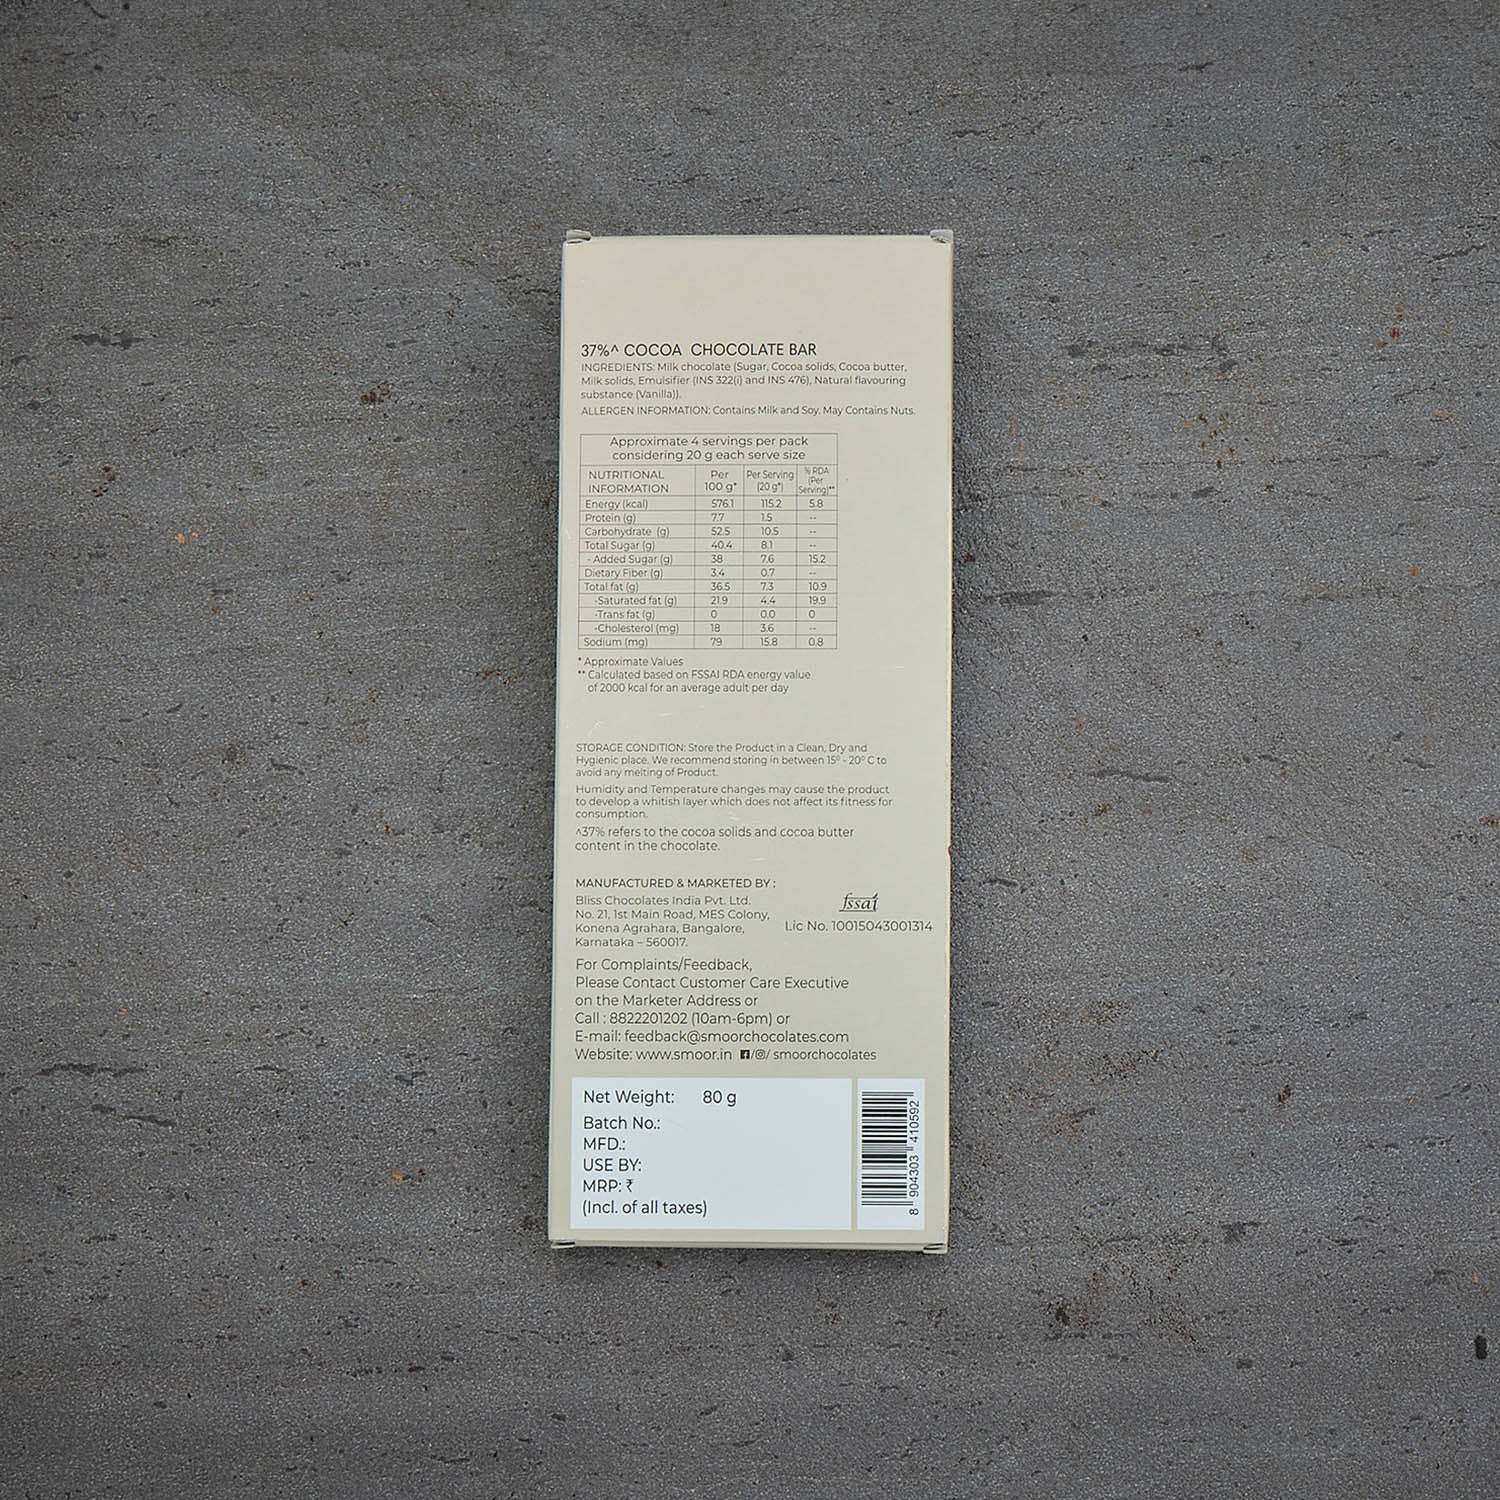 37%^ COCOA CHOCOLATE BAR
INGREDIENTS: Milk chocolate (Sugar, Cocoa solids, Cocoa butter,
Milk solids, Emulsifier (INS 322(i) and INS 476), Natural flavouring
substance (Vanilla)).
ALLERGEN INFORMATION: Contains Milk and Soy. May Contains Nuts.
Approximate 4 servings per pack
considering 20 g each serve size
NUTRITIONAL INFORMATION Per 100 g* Per Serving (20 g*) % RDA (Per Serving)**
Energy (kcal) 576.1 115.2 5.8
Protein (g) 7.7 1.5 --
Carbohydrate (g) 52.5 10.5 --
Total Sugar (g) 40.4 8.1
- Added Sugar (g) 38 7.6 15.2
Dietary Fiber (g) 3.4 0.7 --
Total fat (g) 36.5 7.3 10.9
-Saturated fat (g) 21.9 4.4 19.9
-Trans fat (g) 0 0.0 0
-Cholesterol (mg) 18 3.6 --
Sodium (mg) 79 15.8 0.8
* Approximate Values
** Calculated based on FSSAI RDA energy value
of 2000 kcal for an average adult per day
STORAGE CONDITION: Store the Product in a Clean, Dry and
Hygienic place. We recommend storing in between 15º - 20º C to
avoid any melting of Product.
Humidity and Temperature changes may cause the product
to develop a whitish layer which does not affect its fitness for
consumption.
^37% refers to the cocoa solids and cocoa butter
content in the chocolate.
MANUFACTURED & MARKETED BY :
Bliss Chocolates India Pvt. Ltd.
No. 21, 1st Main Road, MES Colony,
Konena Agrahara, Bangalore,
Karnataka – 560017.
fssai
Lic No. 10015043001314
For Complaints/Feedback,
Please Contact Customer Care Executive
on the Marketer Address or
Call : 8822201202 (10am-6pm) or
E-mail: feedback@smoorchocolates.com
Website: www.smoor.in / / smoorchocolates
Net Weight: 80 g
Batch No.:
MFD.:
USE BY:
MRP: ₹
(Incl. of all taxes)
8 904303 410592